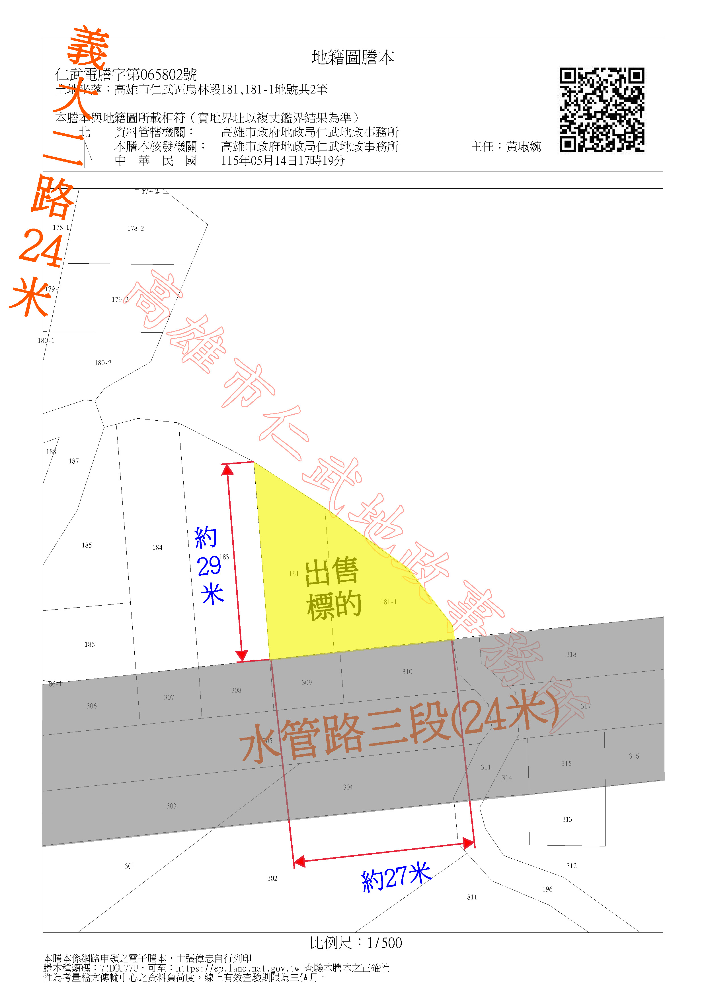 義大二路24米
地籍圖謄本
仁武電謄字第065802號
土地坐落：高雄市仁武區烏林段181,181-1地號共2筆
本謄本與地籍圖所載相符（實地界址以複丈鑑界結果為準）
北 資料管轄機關： 高雄市政府地政局仁武地政事務所
本謄本核發機關： 高雄市政府地政局仁武地政事務所 主任：黃琡婉
中 華 民 國 115年05月14日17時19分
177-2
178-1 178-2
179-1 179-2
180-1
180-2
高雄市仁武地政事務所
188
187
185 184 183
約29米
181
出售
標的
181-1
186
186-1
306 307 308 309 310 318
317
水管路三段(24米)
305
303 304 311 314 315 316
313
301 302 312
約27米
811 196
比例尺：1/500
本謄本係網路申領之電子謄本，由張偉忠自行列印
謄本種類碼：7!DGU77U，可至：https://ep.land.nat.gov.tw 查驗本謄本之正確性
惟為考量檔案傳輸中心之資料負荷度，線上有效查驗期限為三個月。